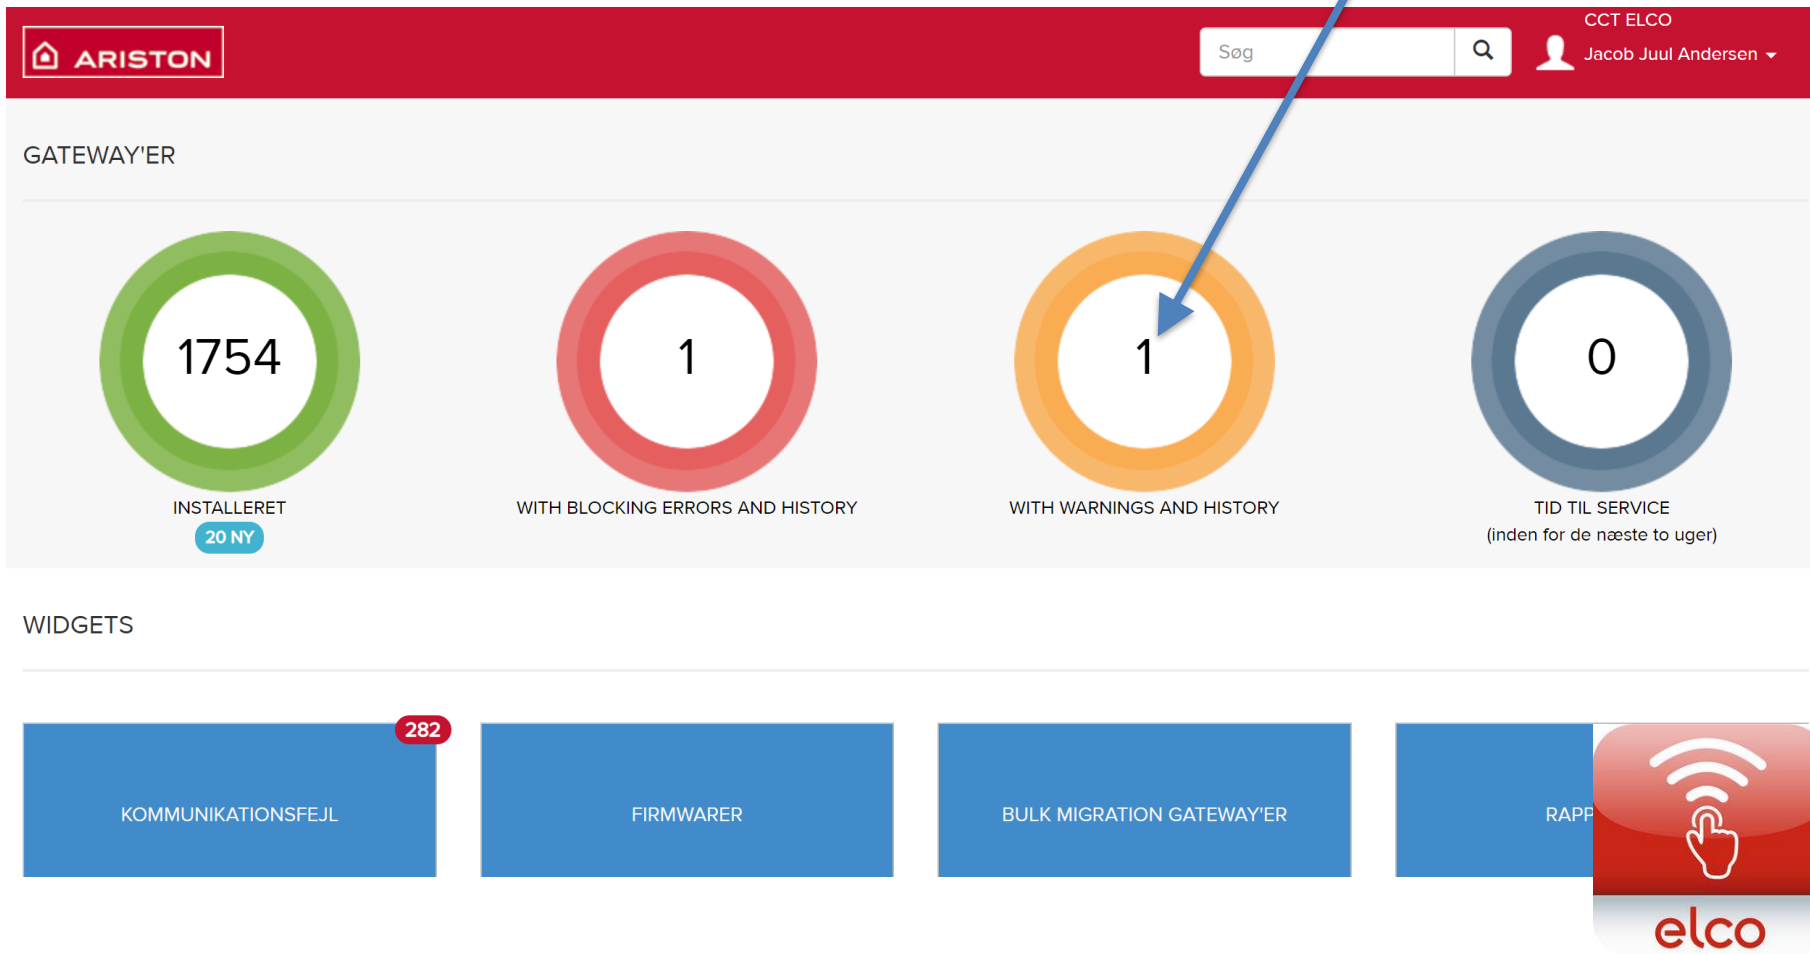 ARISTON
Søg
CCT ELCO
Jacob Juul Andersen
GATEWAY'ER
1754
1
1
0
INSTALLERET
WITH BLOCKING ERRORS AND HISTORY
WITH WARNINGS AND HISTORY
TID TIL SERVICE
20 NY
(inden for de næste to uger)
WIDGETS
282
KOMMUNIKATIONSFEJL
FIRMWARER
BULK MIGRATION GATEWAY'ER
RAPP
elco